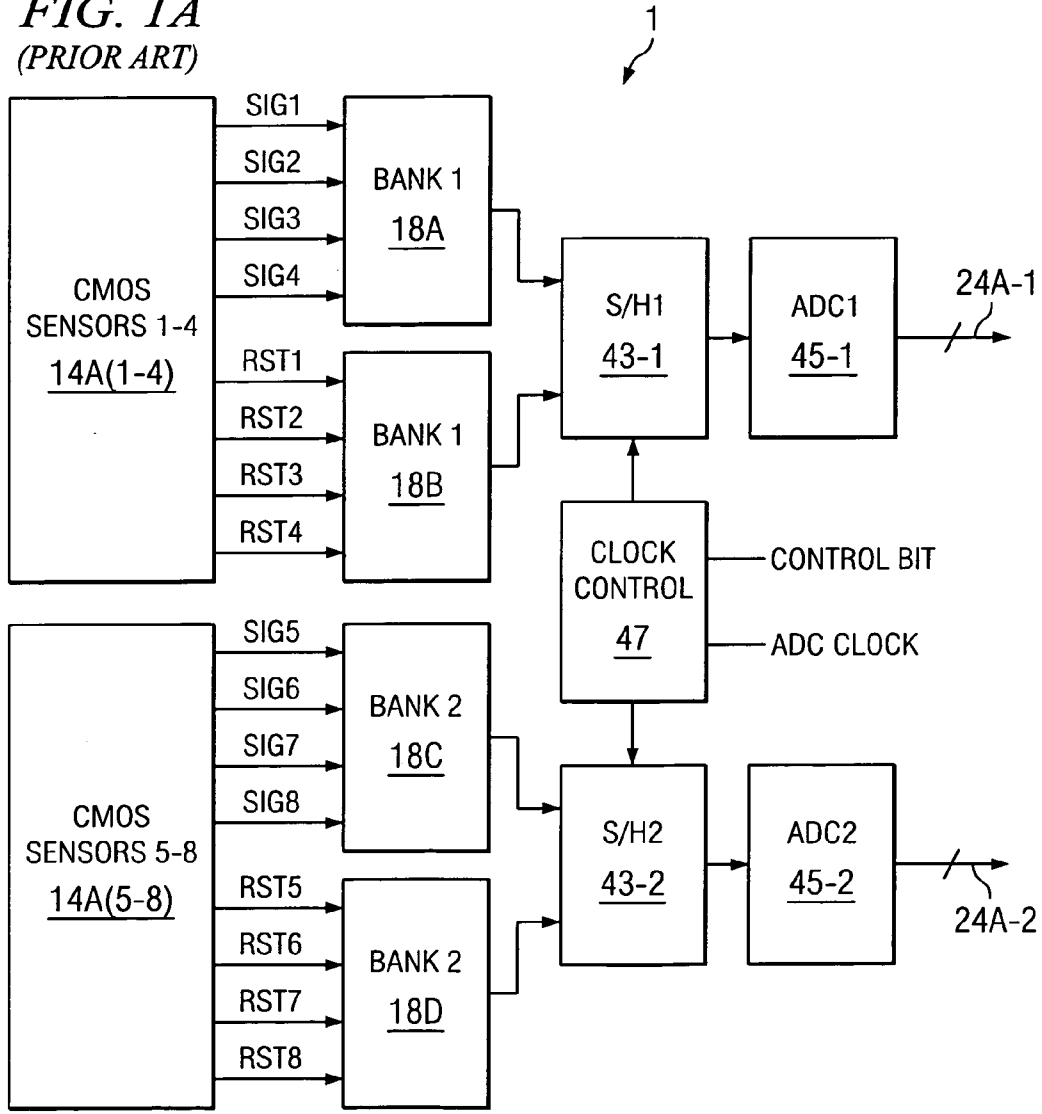 FIG. 1A
(PRIOR ART)
1
CMOS
SENSORS 1-4
14A(1-4)
SIG1
SIG2
SIG3
SIG4
RST1
RST2
RST3
RST4
BANK 1
18A
BANK 1
18B
S/H1
43-1
ADC1
45-1
24A-1
CLOCK
CONTROL
47
CONTROL BIT
ADC CLOCK
CMOS
SENSORS 5-8
14A(5-8)
SIG5
SIG6
SIG7
SIG8
RST5
RST6
RST7
RST8
BANK 2
18C
BANK 2
18D
S/H2
43-2
ADC2
45-2
24A-2